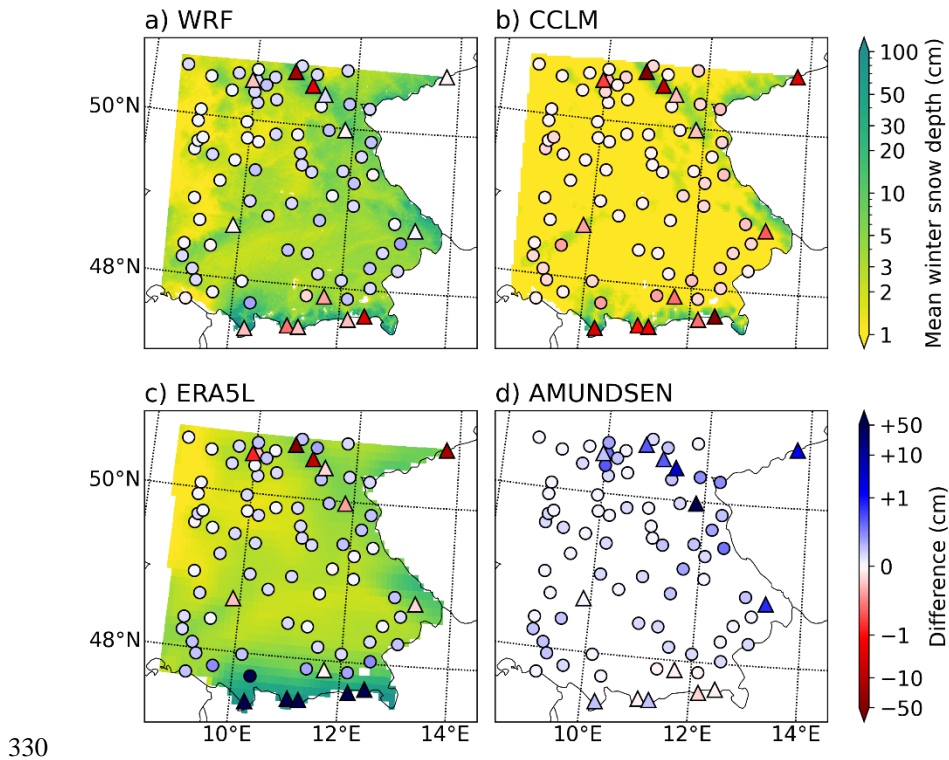 a) WRF
b) CCLM
50°N
48°N
100
50
30
20
10
5
3
2
1
Mean winter snow depth (cm)
c) ERA5L
d) AMUNDSEN
50°N
48°N
10°E
12°E
14°E
10°E
12°E
14°E
+50
+10
+1
0
−1
−10
−50
Difference (cm)
330